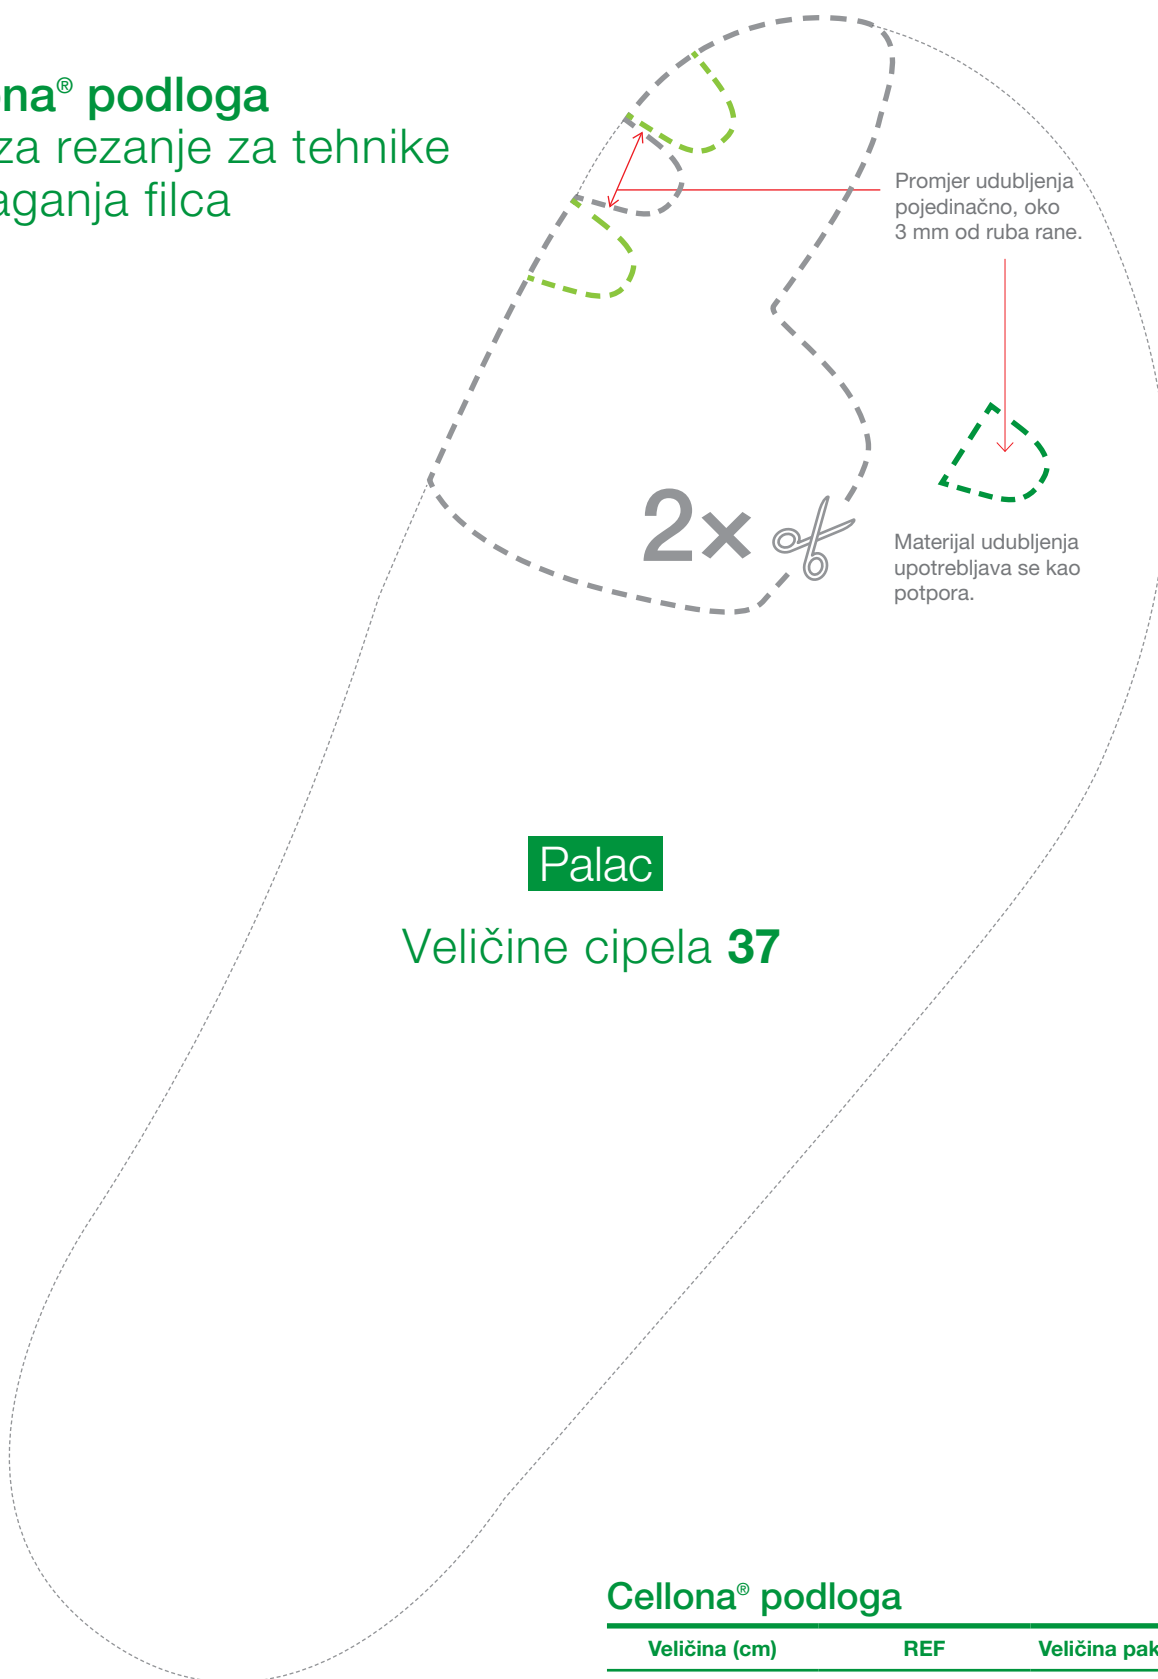 na® podloga
za rezanje za tehnike
aganja filca
Promjer udubljenja
pojedinačno, oko
3 mm od ruba rane.
2×
Materijal udubljenja
upotrebljava se kao
potpora.
Palac
Veličine cipela 37
Cellona® podloga
Veličina (cm) REF Veličina pak